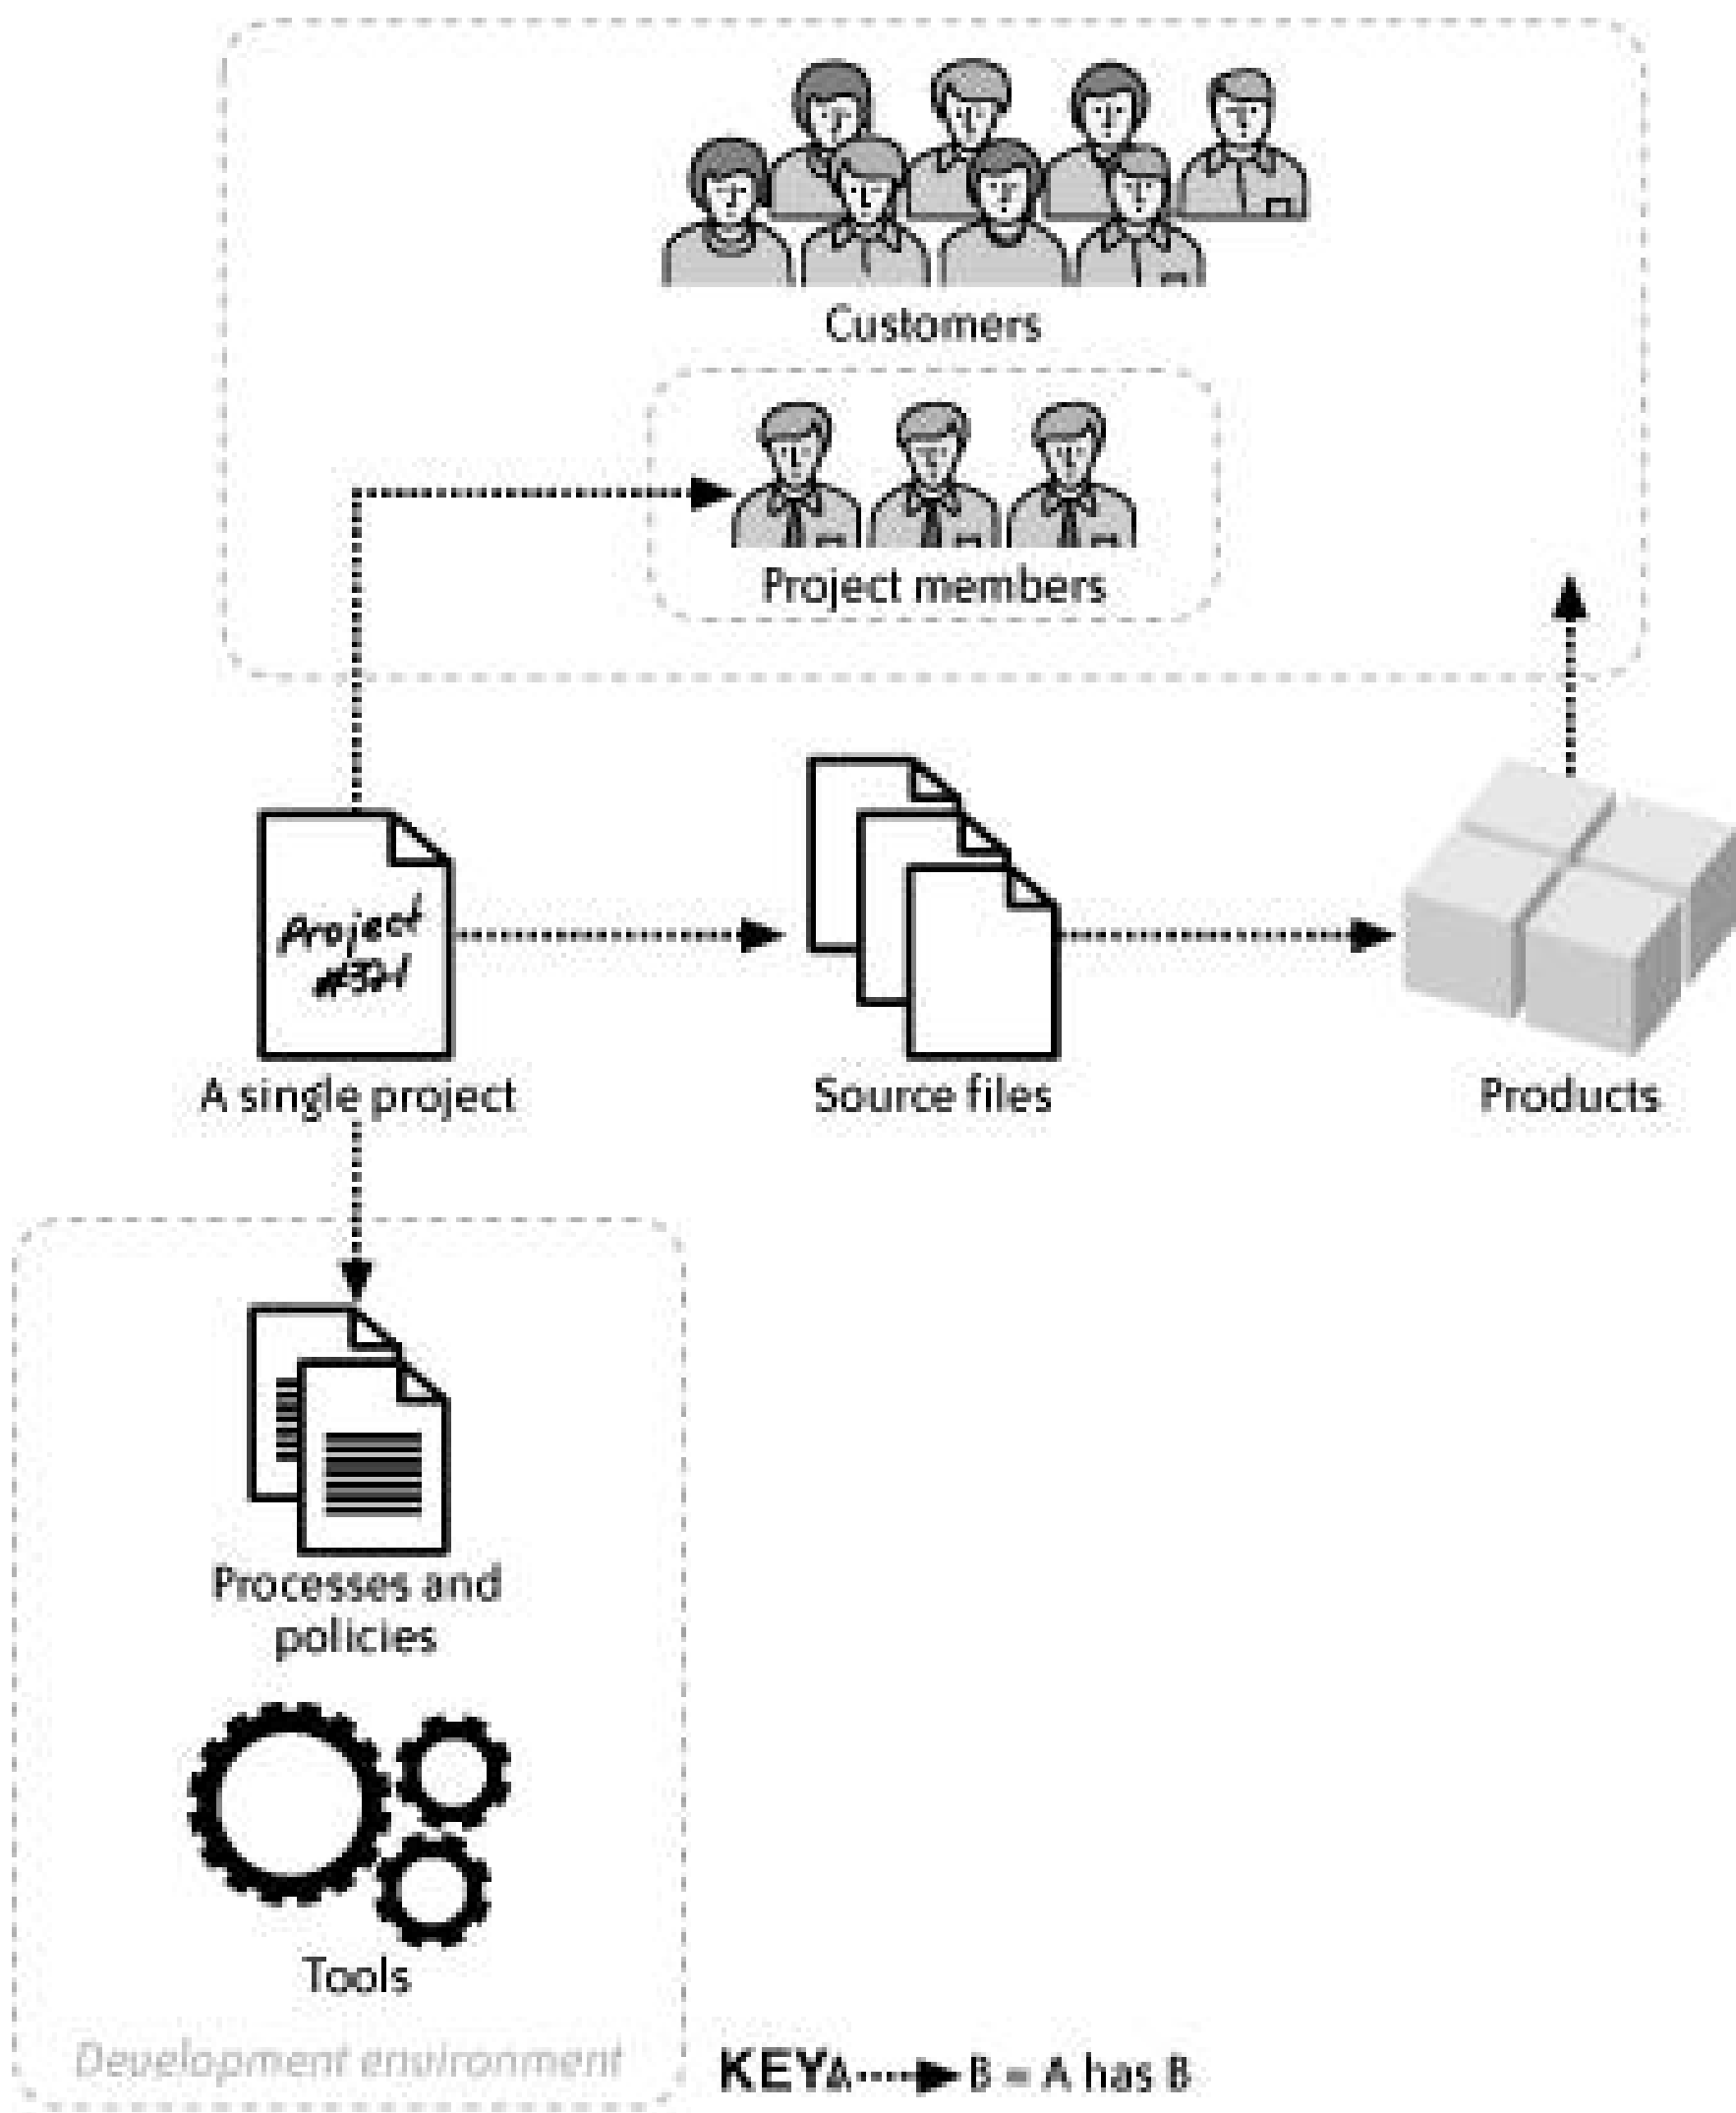 Customers
Project members
Project
#321
A single project
Source files
Products
Processes and
policies
Tools
Development environment
KEY A B = A has B